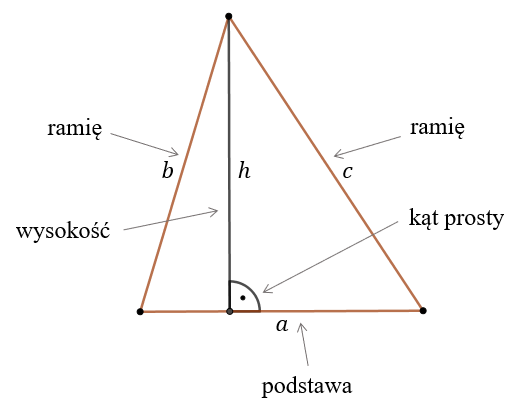 ramię
ramię
b
h
c
wysokość
kąt prosty
a
podstawa